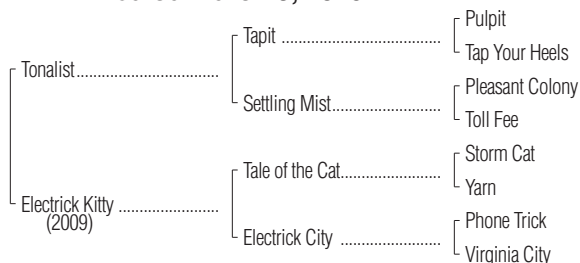 Pulpit
Tapit ..........................................
Tap Your Heels
Tonalist......................................
Pleasant Colony
Settling Mist.............................
Toll Fee
Storm Cat
Tale of the Cat..........................
Yarn
Electrick Kitty ..........................
(2009)
Phone Trick
Electrick City ..........................
Virginia City